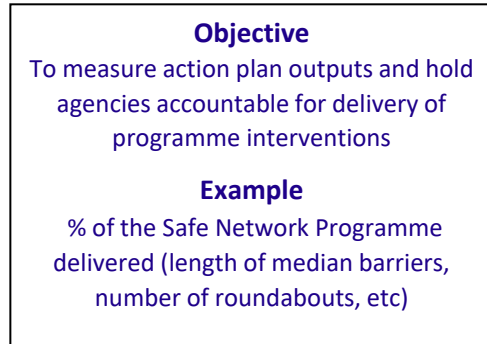 Objective
To measure action plan outputs and hold
agencies accountable for delivery of
programme interventions
Example
% of the Safe Network Programme
delivered (length of median barriers,
number of roundabouts, etc)